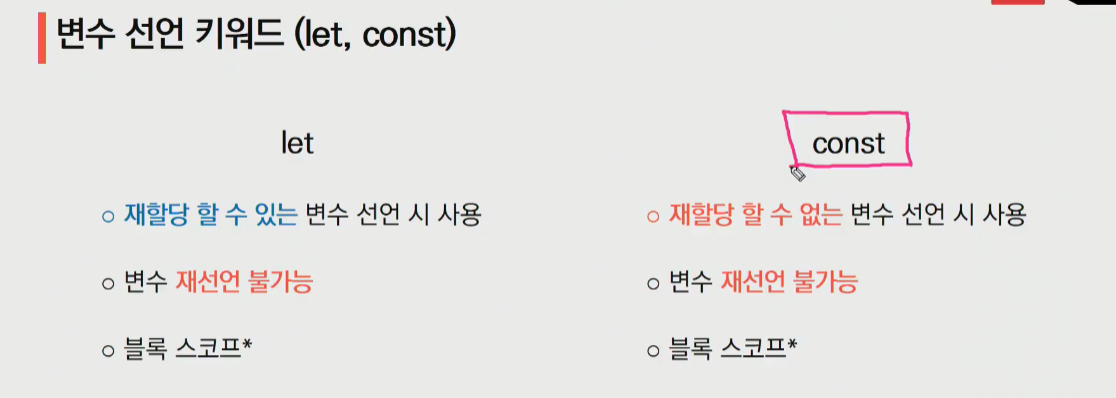 변수 선언 키워드 (let, const)
let
○ 재할당 할 수 있는 변수 선언 시 사용
○ 변수 재선언 불가능
○ 블록 스코프*
const
○ 재할당 할 수 없는 변수 선언 시 사용
○ 변수 재선언 불가능
○ 블록 스코프*